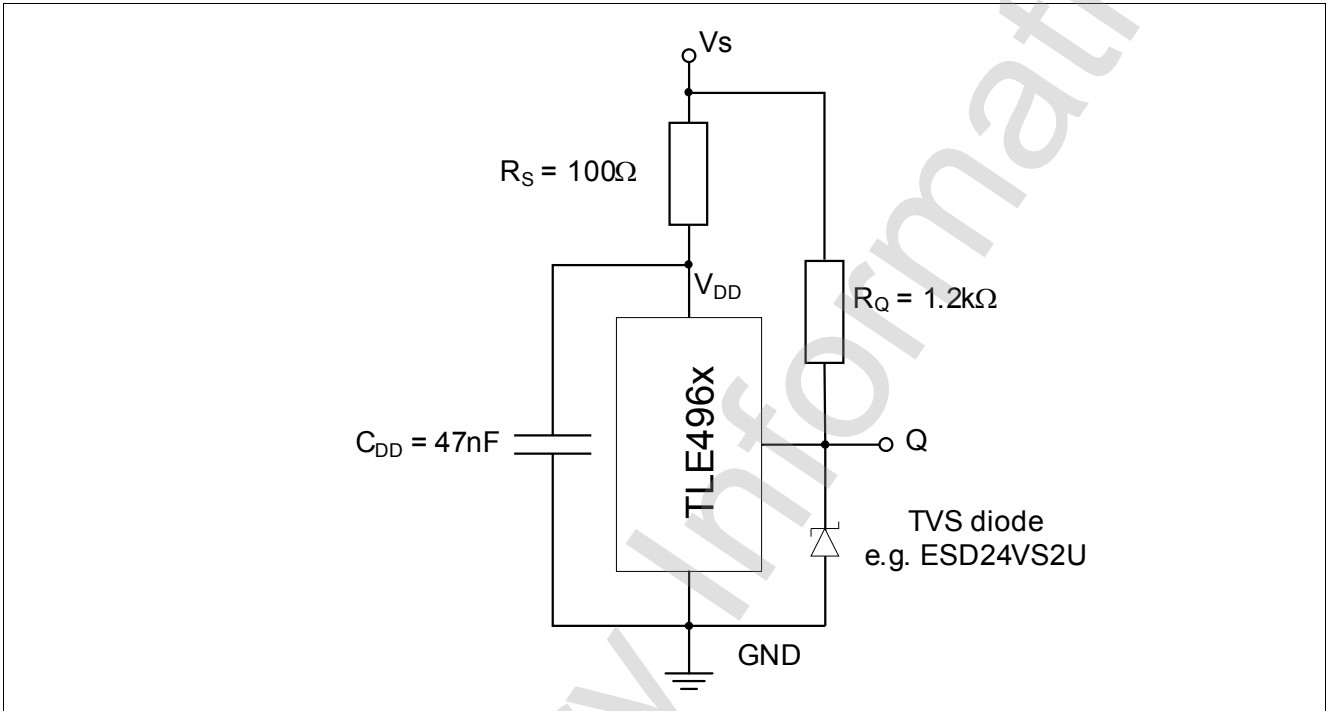 Vs
R_S = 100Ω
V_DD
R_Q = 1.2kΩ
TLE496x
C_DD = 47nF
Q
TVS diode
e.g. ESD24VS2U
GND